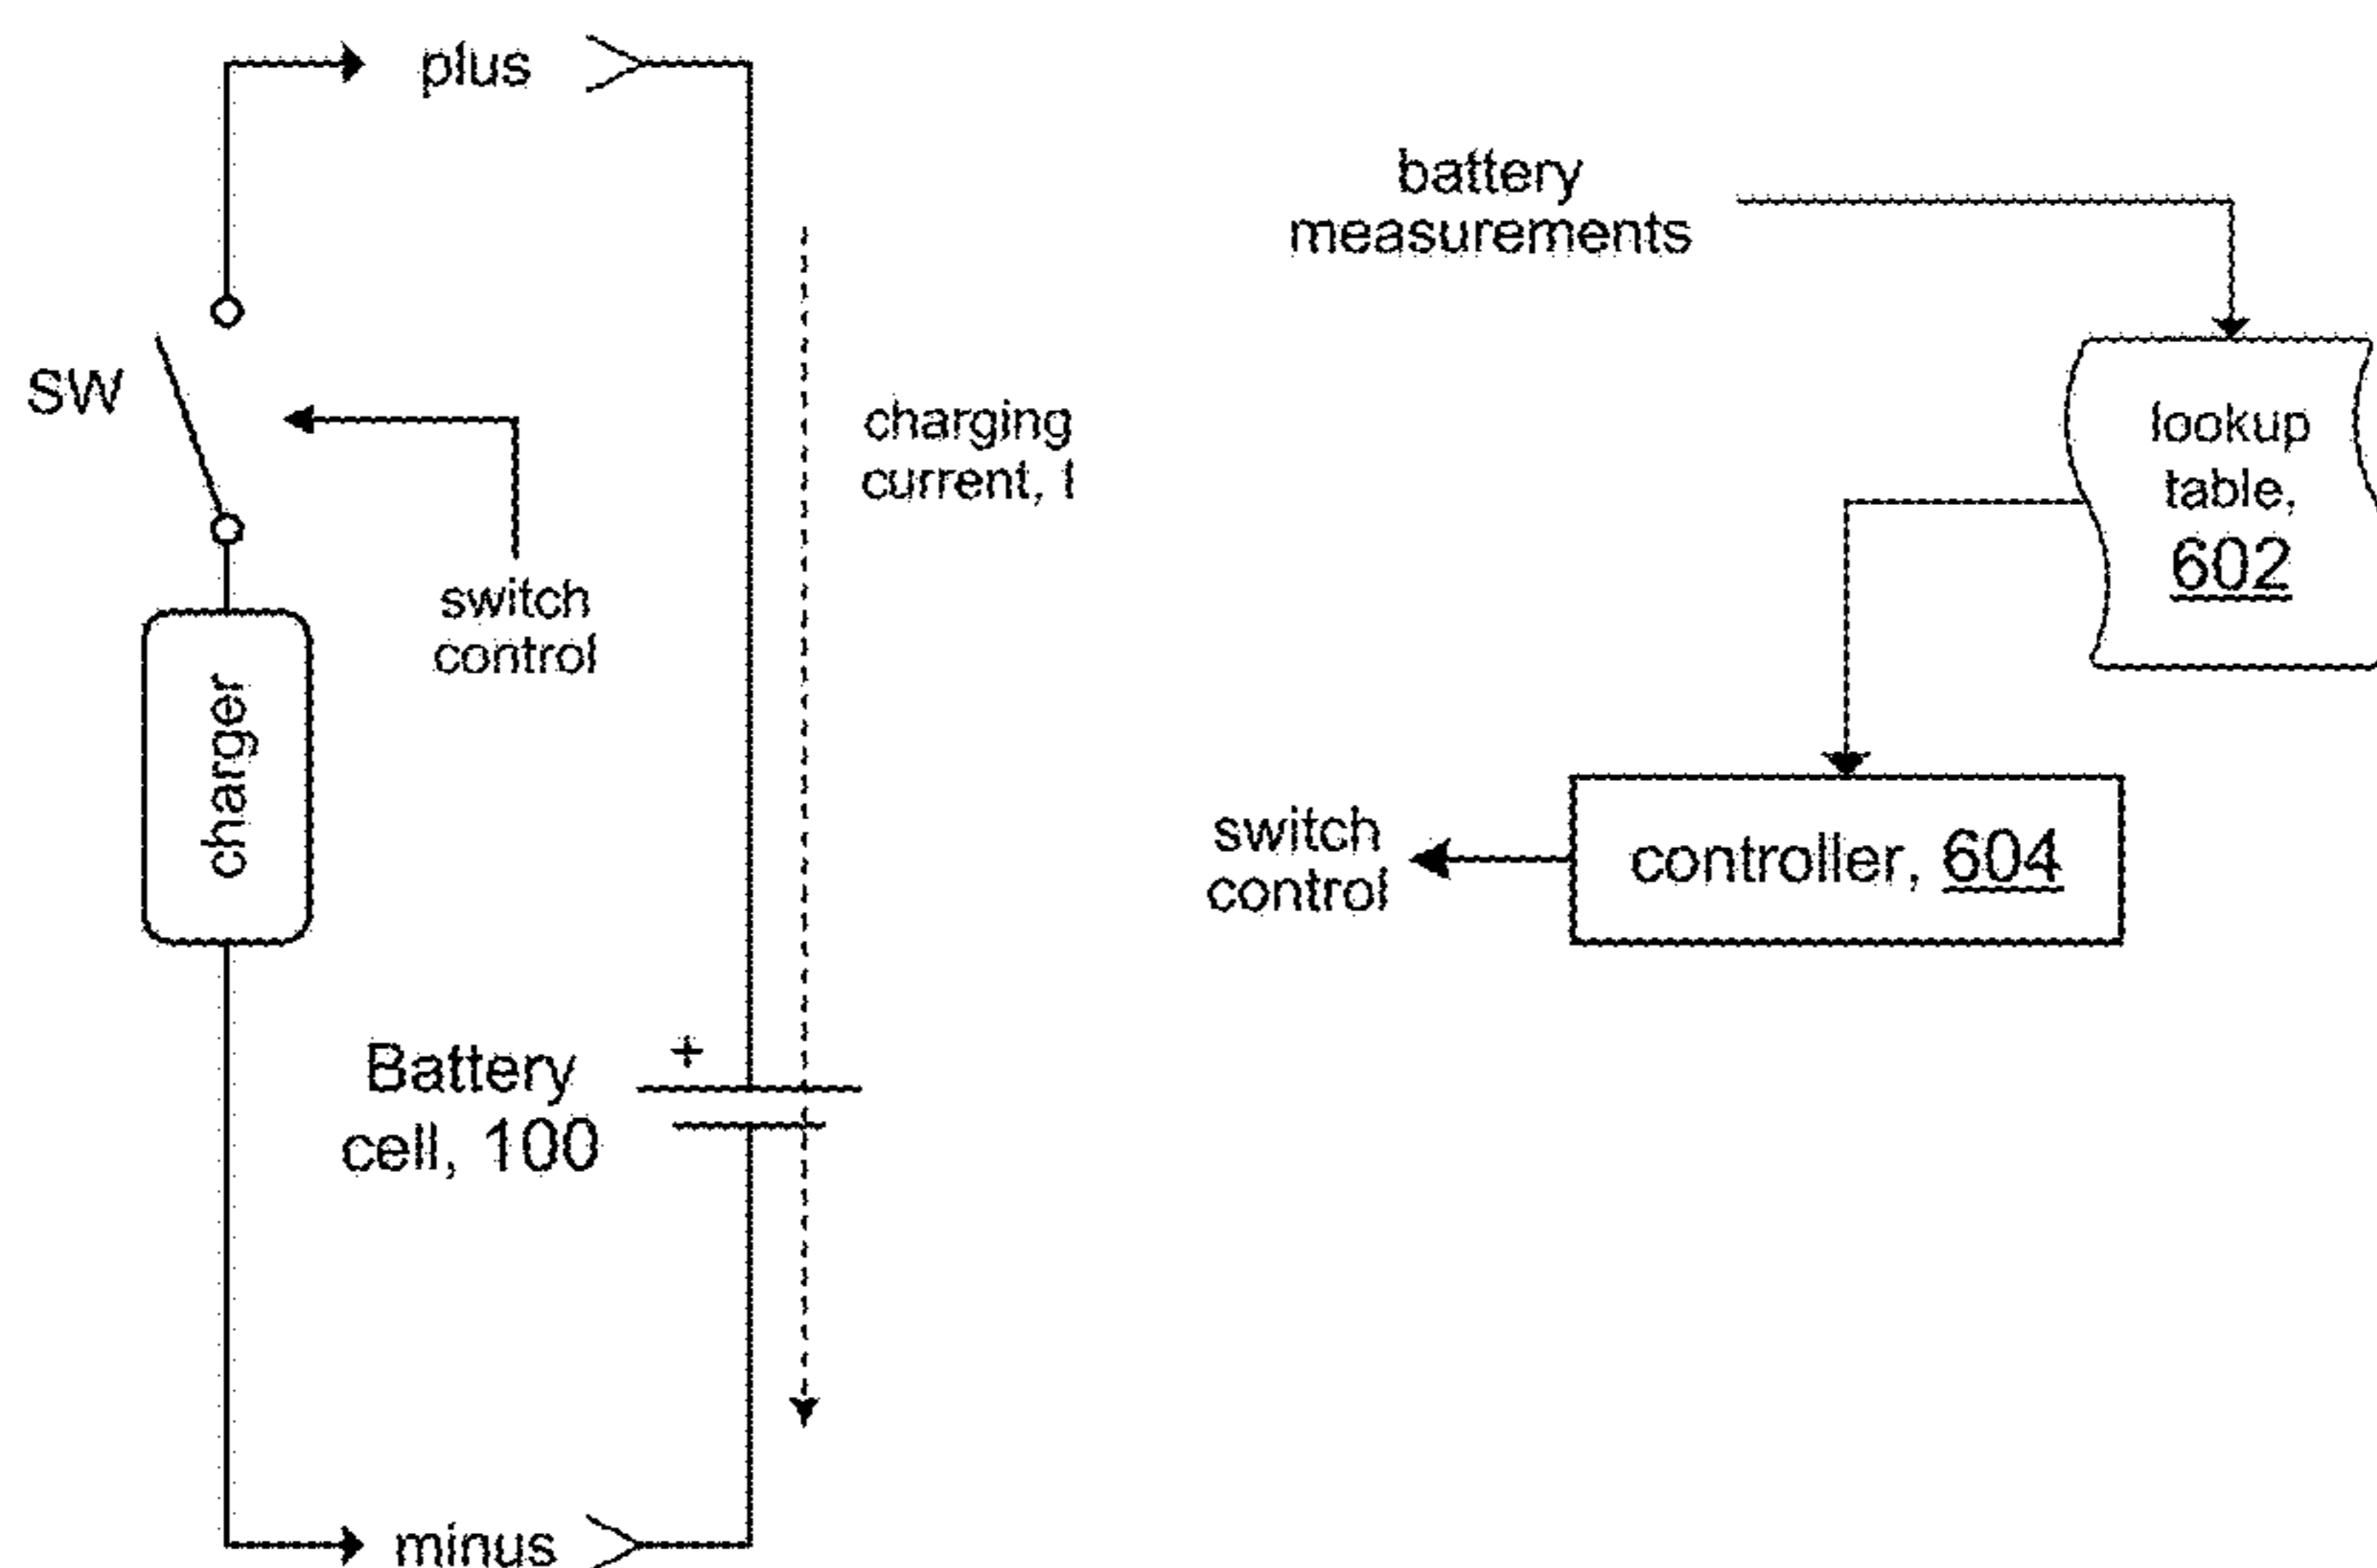 plus
battery
measurements
SW
charging
current, I
lookup
table,
602
switch
control
charger
switch
control
controller, 604
+
Battery
cell, 100
minus